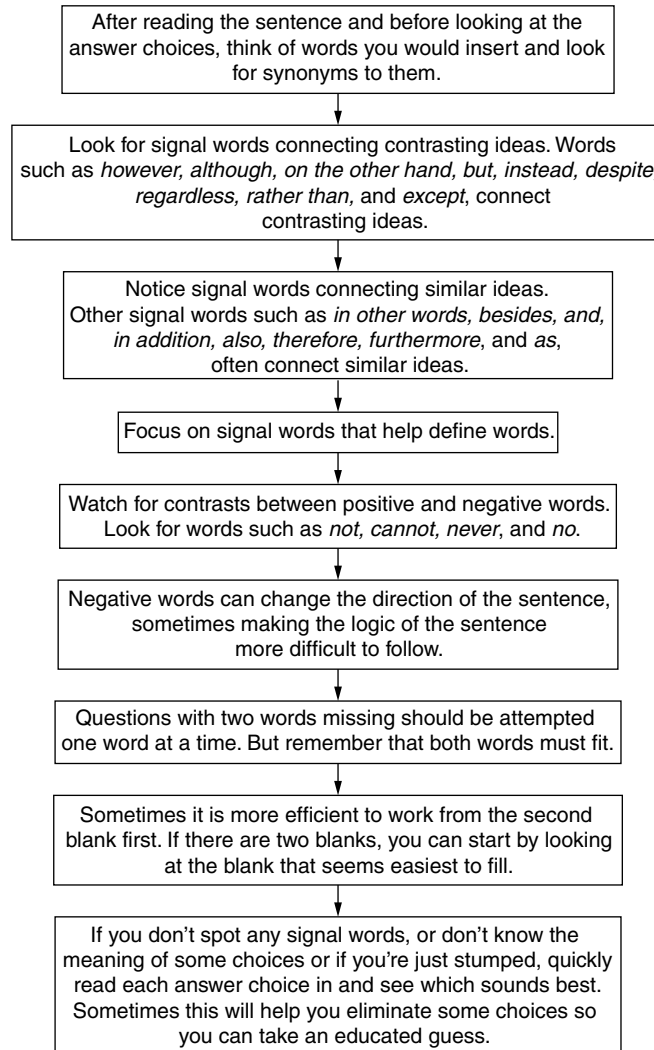 After reading the sentence and before looking at the
answer choices, think of words you would insert and look
for synonyms to them.
Look for signal words connecting contrasting ideas. Words
such as however, although, on the other hand, but, instead, despite
regardless, rather than, and except, connect
contrasting ideas.
Notice signal words connecting similar ideas.
Other signal words such as in other words, besides, and,
in addition, also, therefore, furthermore, and as,
often connect similar ideas.
Focus on signal words that help define words.
Watch for contrasts between positive and negative words.
Look for words such as not, cannot, never, and no.
Negative words can change the direction of the sentence,
sometimes making the logic of the sentence
more difficult to follow.
Questions with two words missing should be attempted
one word at a time. But remember that both words must fit.
Sometimes it is more efficient to work from the second
blank first. If there are two blanks, you can start by looking
at the blank that seems easiest to fill.
If you don’t spot any signal words, or don’t know the
meaning of some choices or if you’re just stumped, quickly
read each answer choice in and see which sounds best.
Sometimes this will help you eliminate some choices so
you can take an educated guess.